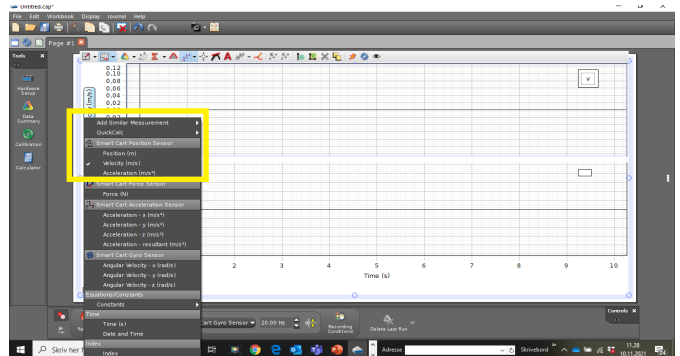 Untitled.cap*
File Edit Workbook Display Journal Help
Page #1
Tools
Hardware
Setup
Data
Summary
Calibration
Calculator
0.12
0.10
0.08
0.06
0.04
0.02
0.00
(m/s)
V
Add Similar Measurement
QuickCalc
Smart Cart Position Sensor
Position (m)
Velocity (m/s)
Acceleration (m/s²)
Smart Cart Force Sensor
Force (N)
Smart Cart Acceleration Sensor
Acceleration - x (m/s²)
Acceleration - y (m/s²)
Acceleration - z (m/s²)
Acceleration - resultant (m/s²)
Smart Cart Gyro Sensor
Angular Velocity - x (rad/s)
Angular Velocity - y (rad/s)
Angular Velocity - z (rad/s)
Equations/Constants
Constants
Time
Time (s)
Date and Time
Index
Index
2 3 4 5 6 7 8 9 10
Time (s)
Controls
Cart Gyro Sensor 20.00 Hz
Recording
Conditions
Delete Last Run
Skriv her
Adresse
Skrivebord
11.28
10.11.2021
24